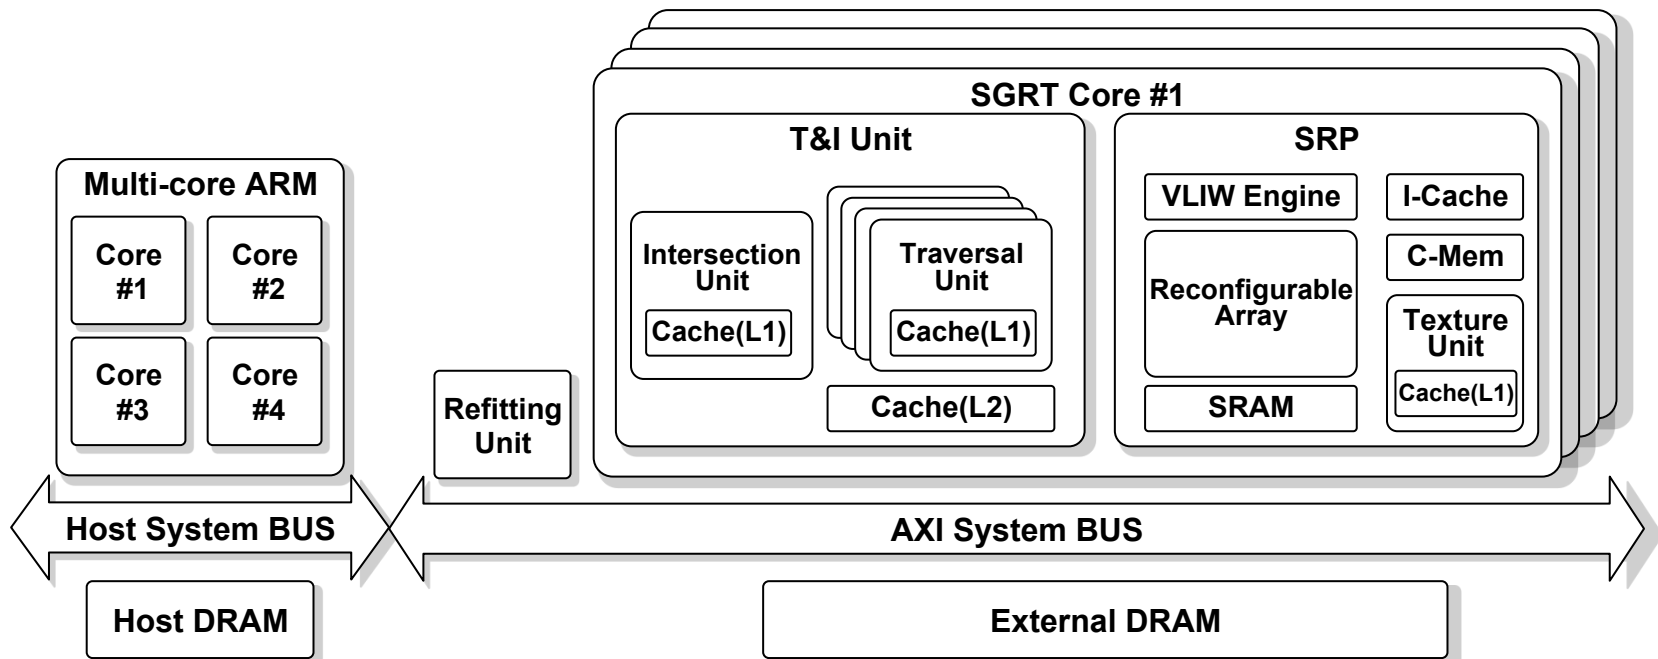 SGRT Core #1
T&I Unit
SRP
Multi-core ARM
Core
#1
Core
#2
Core
#3
Core
#4
Refitting
Unit
Intersection
Unit
Cache(L1)
Traversal
Unit
Cache(L1)
Cache(L2)
VLIW Engine
Reconfigurable
Array
SRAM
I-Cache
C-Mem
Texture
Unit
Cache(L1)
Host System BUS
AXI System BUS
Host DRAM
External DRAM